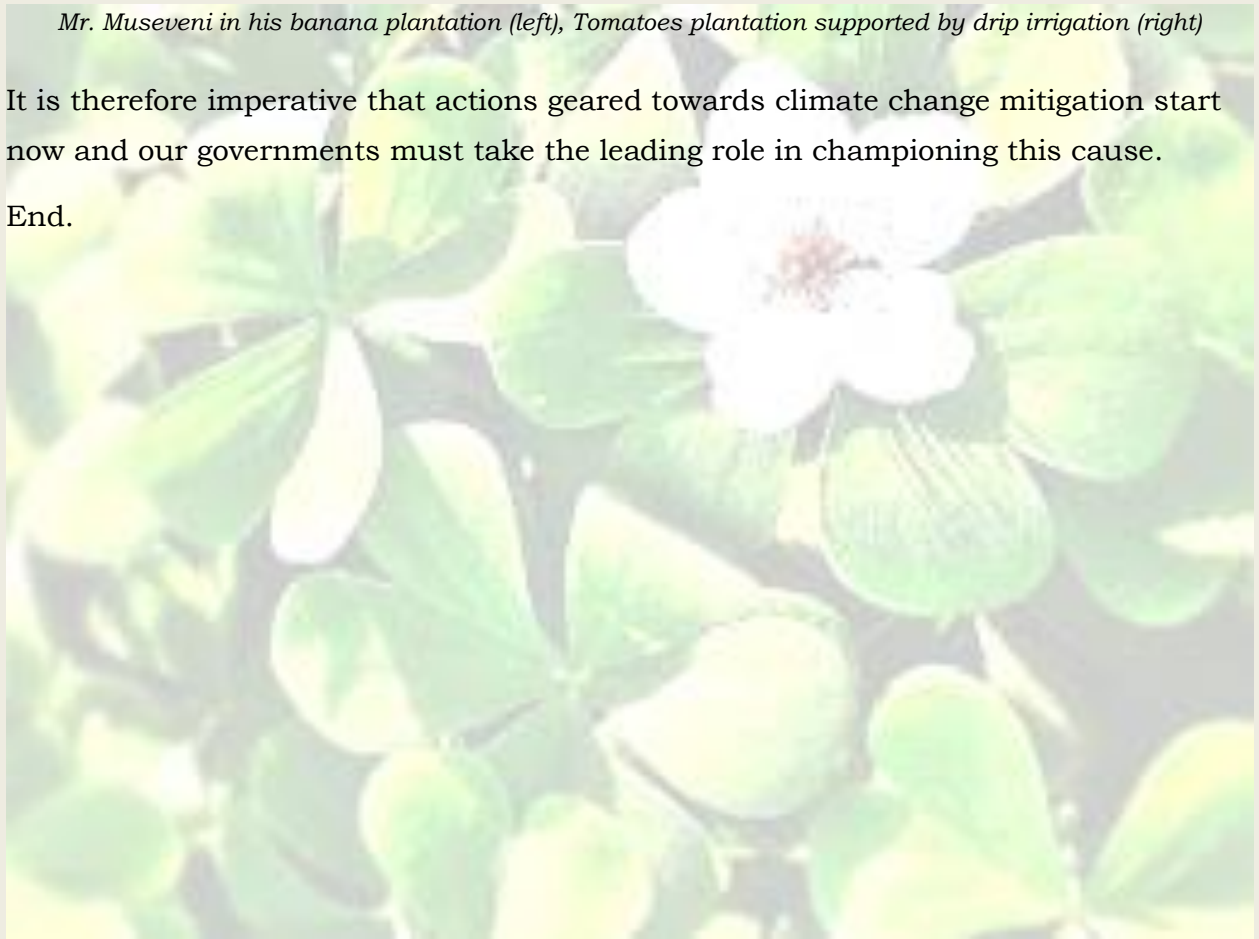 Mr. Museveni in his banana plantation (left), Tomatoes plantation supported by drip irrigation (right)
It is therefore imperative that actions geared towards climate change mitigation start
now and our governments must take the leading role in championing this cause.
End.